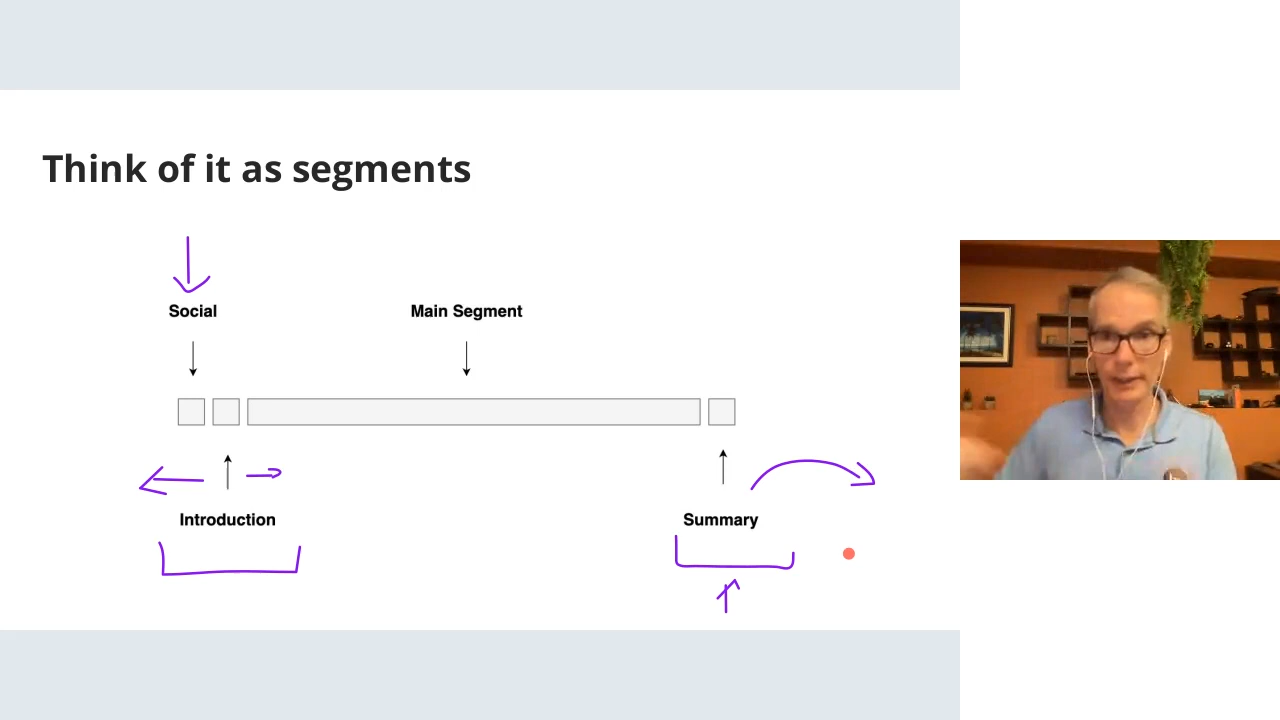 Think of it as segments
Social
Main Segment
Introduction
Summary